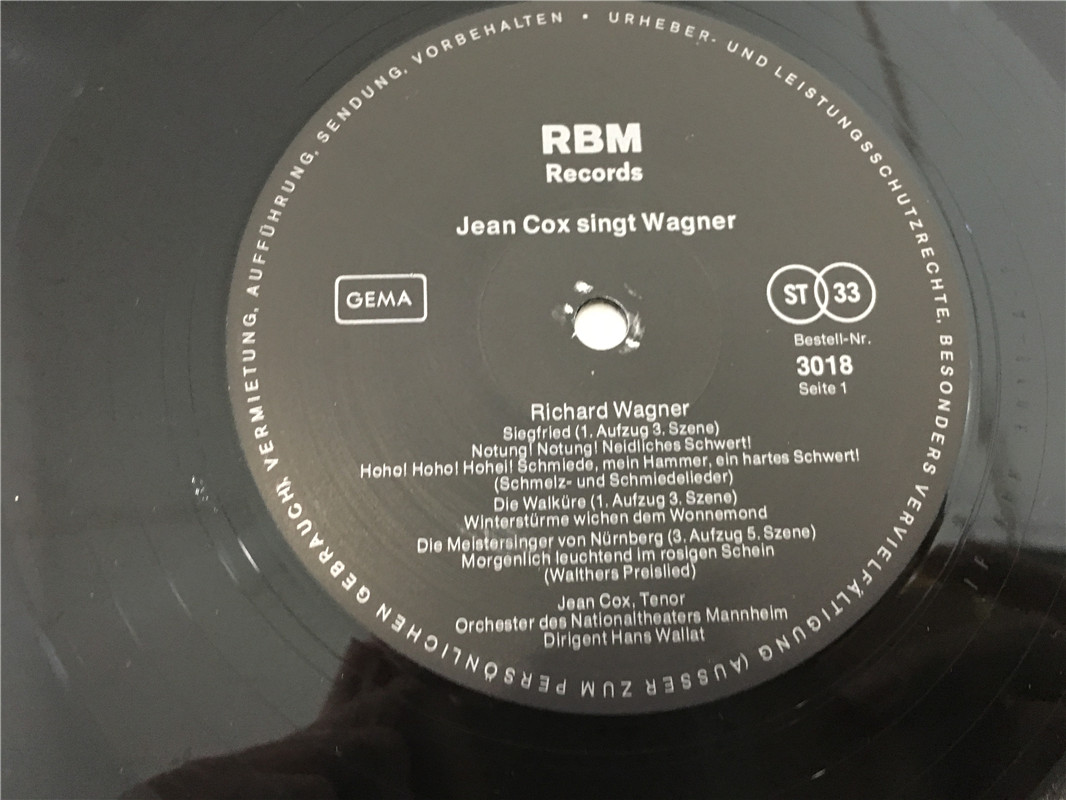 URHEBER- UND LEISTUNGSSCHUTZRECHTE, BESONDERS VERVIELFÄLTIGUNG (AUSSER ZUM PERSÖNLICHEN GEBRAUCH), VERMIETUNG, AUFFÜHRUNG, SENDUNG, VORBEHALTEN •
RBM
Records
Jean Cox singt Wagner
GEMA
ST 33
Bestell-Nr.
3018
Seite 1
Richard Wagner
Siegfried (1. Aufzug 3. Szene)
Notung! Notung! Neidliches Schwert!
Hoho! Hoho! Hohei! Schmiede, mein Hammer, ein hartes Schwert!
(Schmelz- und Schmiedelieder)
Die Walküre (1. Aufzug 3. Szene)
Winterstürme wichen dem Wonnemond
Die Meistersinger von Nürnberg (3. Aufzug 5. Szene)
Morgenlich leuchtend im rosigen Schein
(Walthers Preislied)
Jean Cox, Tenor
Orchester des Nationaltheaters Mannheim
Dirigent Hans Wallat